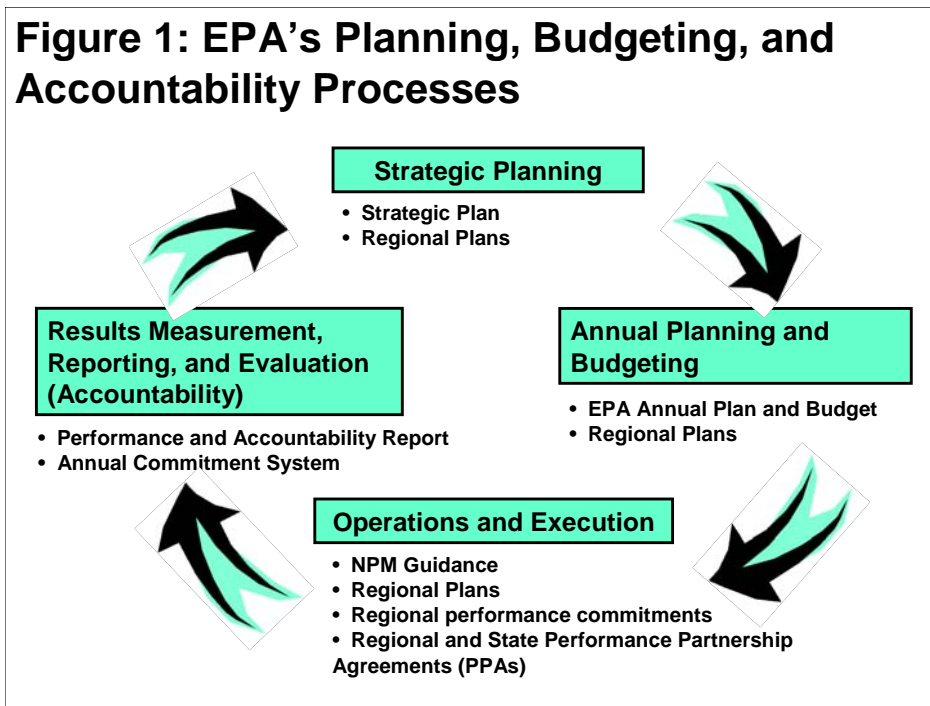 Figure 1: EPA's Planning, Budgeting, and
Accountability Processes
Strategic Planning
• Strategic Plan
• Regional Plans
Results Measurement,
Reporting, and Evaluation
(Accountability)
• Performance and Accountability Report
• Annual Commitment System
Annual Planning and
Budgeting
• EPA Annual Plan and Budget
• Regional Plans
Operations and Execution
• NPM Guidance
• Regional Plans
• Regional performance commitments
• Regional and State Performance Partnership
Agreements (PPAs)